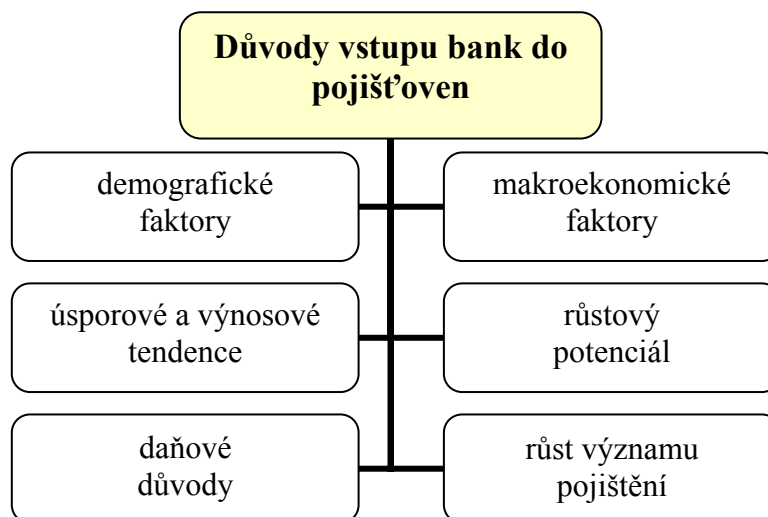 Důvody vstupu bank do
pojišťoven
demografické
faktory
makroekonomické
faktory
úsporové a výnosové
tendence
růstový
potenciál
daňové
důvody
růst významu
pojištění